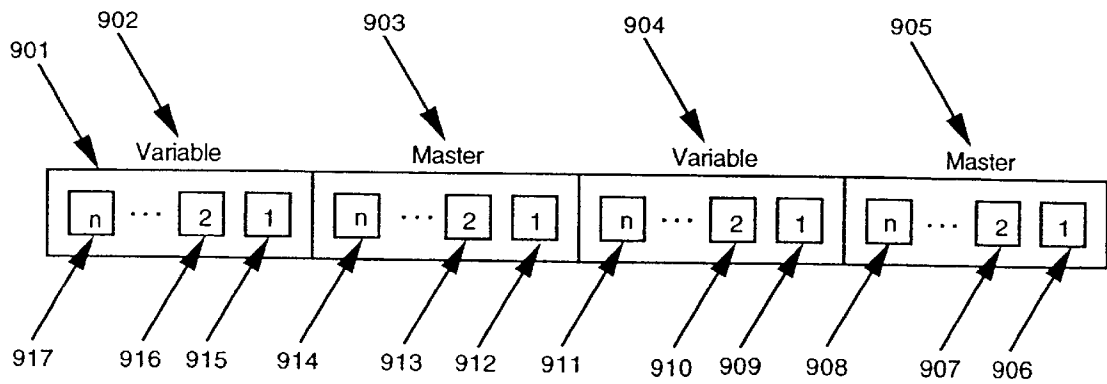 902 903 904 905
901
Variable Master Variable Master
n ... 2 1 n ... 2 1 n ... 2 1 n ... 2 1
917 916 915 914 913 912 911 910 909 908 907 906